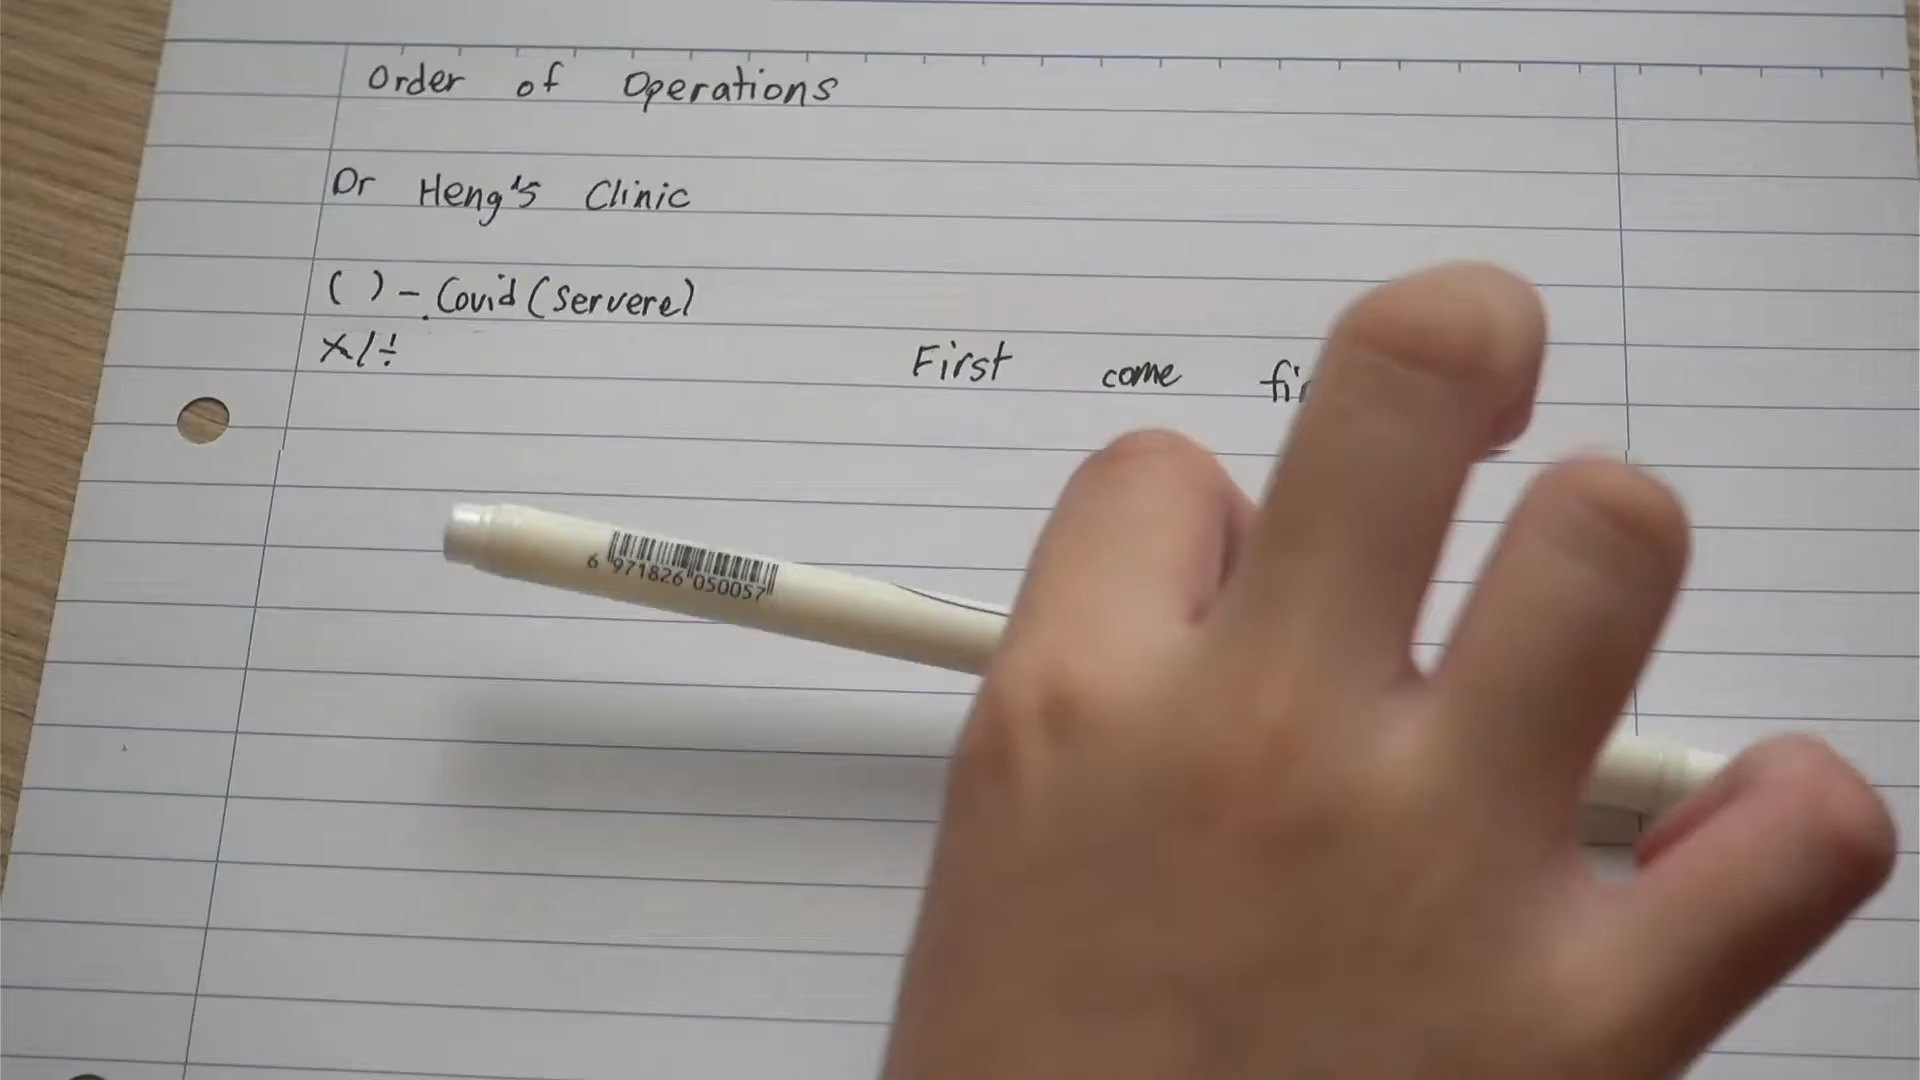 Order of Operations
Dr Heng's Clinic
( ) - Covid (Servere)
×/÷
First come
6 971826 050057